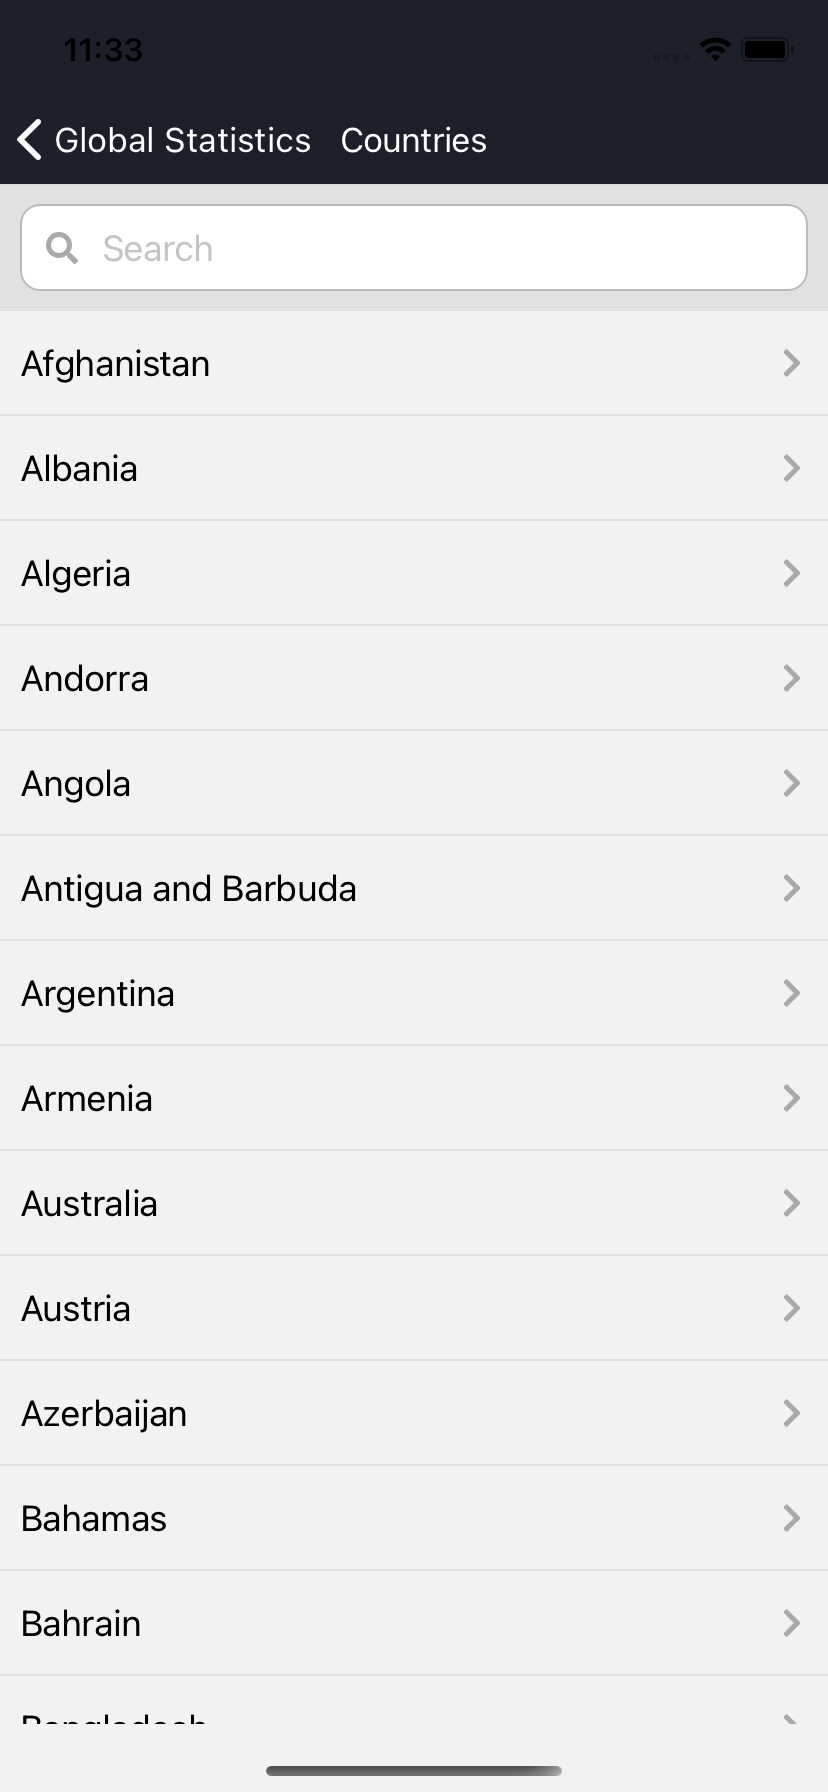 11:33
Global Statistics Countries
Search
Afghanistan
Albania
Algeria
Andorra
Angola
Antigua and Barbuda
Argentina
Armenia
Australia
Austria
Azerbaijan
Bahamas
Bahrain
Bangladesh